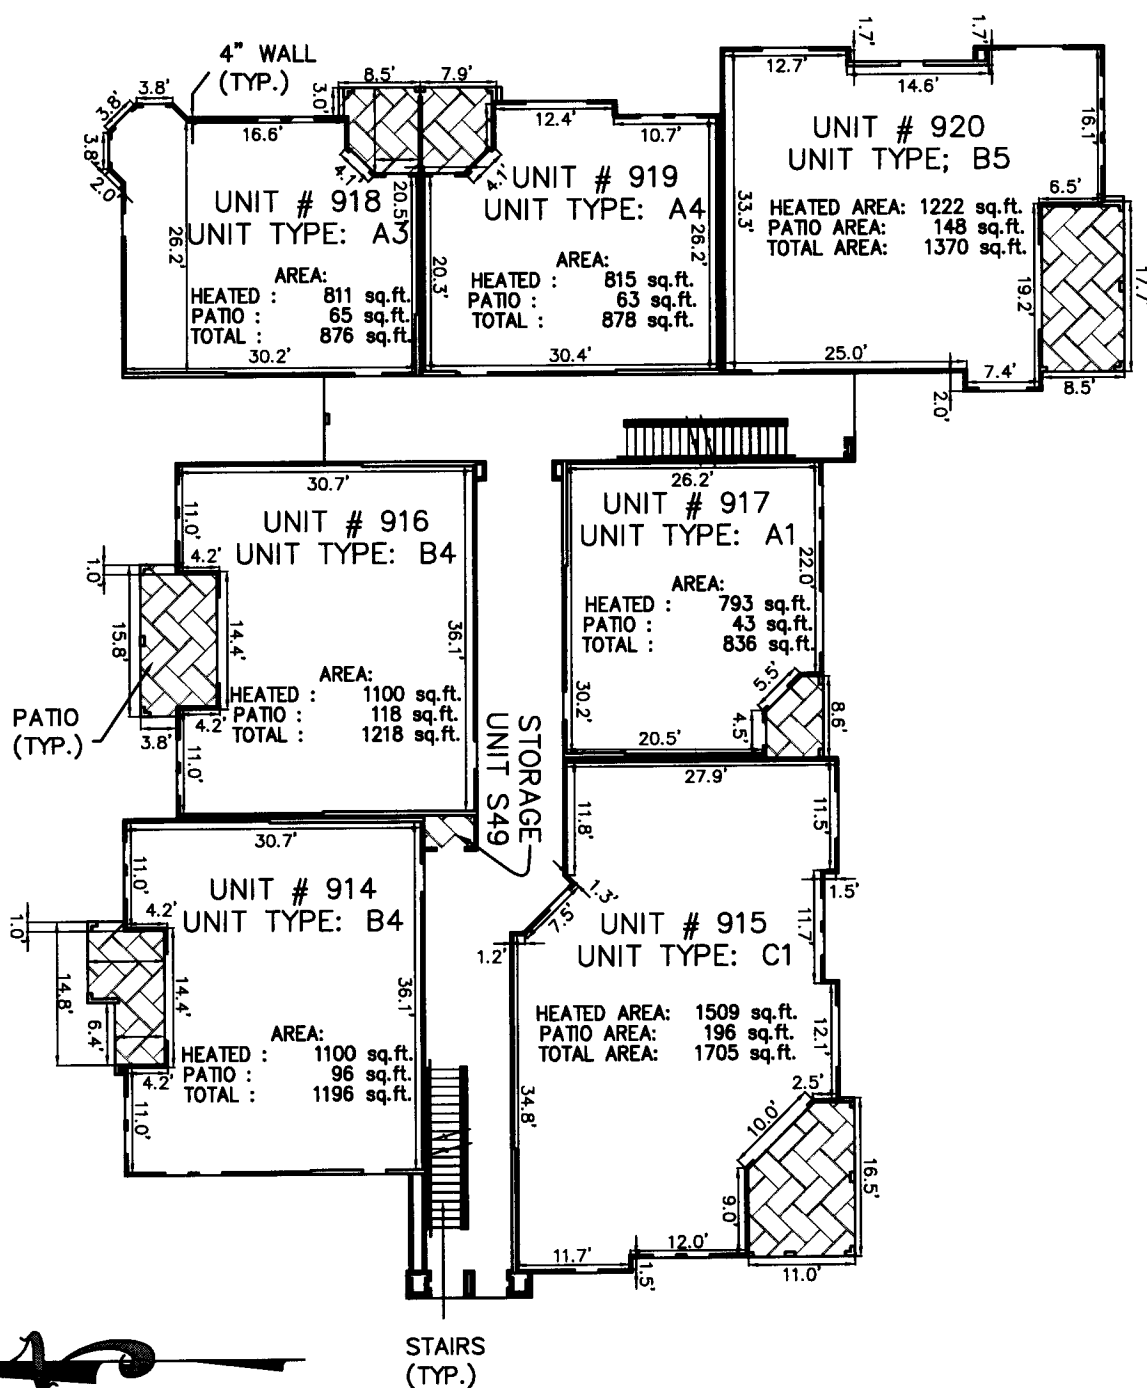 4" WALL
(TYP.)
3.8'
3.8'
3.8'
2.0'
16.6'
3.0'
8.5'
7.9'
4.1'
4.1'
UNIT # 918
UNIT TYPE: A3
26.2'
20.5'
AREA:
HEATED : 811 sq.ft.
PATIO : 65 sq.ft.
TOTAL : 876 sq.ft.
30.2'
12.4'
10.7'
UNIT # 919
UNIT TYPE: A4
20.3'
26.2'
AREA:
HEATED : 815 sq.ft.
PATIO : 63 sq.ft.
TOTAL : 878 sq.ft.
30.4'
12.7'
1.7'
14.6'
1.7'
16.1'
UNIT # 920
UNIT TYPE; B5
33.3'
HEATED AREA: 1222 sq.ft.
PATIO AREA: 148 sq.ft.
TOTAL AREA: 1370 sq.ft.
6.5'
19.2'
17.7'
25.0'
7.4'
2.0'
8.5'
30.7'
11.0'
UNIT # 916
UNIT TYPE: B4
4.2'
1.0'
15.8'
14.4'
36.1'
AREA:
HEATED : 1100 sq.ft.
PATIO : 118 sq.ft.
TOTAL : 1218 sq.ft.
4.2'
3.8'
11.0'
PATIO
(TYP.)
STORAGE
UNIT S49
26.2'
UNIT # 917
UNIT TYPE: A1
22.0'
AREA:
HEATED : 793 sq.ft.
PATIO : 43 sq.ft.
TOTAL : 836 sq.ft.
30.2'
5.5'
4.5'
8.6'
20.5'
30.7'
11.0'
UNIT # 914
UNIT TYPE: B4
4.2'
1.0'
14.8'
6.4'
14.4'
36.1'
AREA:
HEATED : 1100 sq.ft.
PATIO : 96 sq.ft.
TOTAL : 1196 sq.ft.
4.2'
11.0'
27.9'
11.8'
11.5'
1.3'
7.5'
1.2'
1.5'
11.7'
UNIT # 915
UNIT TYPE: C1
HEATED AREA: 1509 sq.ft.
PATIO AREA: 196 sq.ft.
TOTAL AREA: 1705 sq.ft.
12.1'
34.8'
2.5'
10.0'
9.0'
16.5'
11.7'
1.5'
12.0'
11.0'
STAIRS
(TYP.)